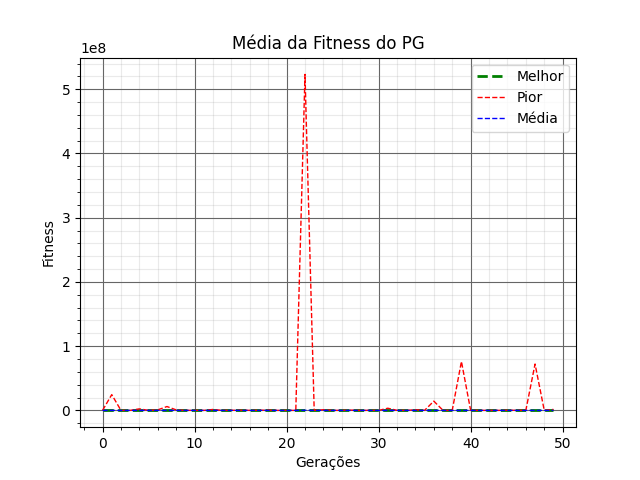 Média da Fitness do PG
1e8
Melhor
Pior
Média
5
4
3
2
1
0
Fitness
0 10 20 30 40 50
Gerações